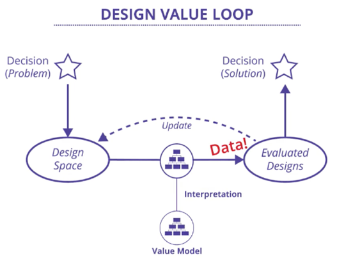 DESIGN VALUE LOOP
Decision
(Problem)
Decision
(Solution)
Update
Data!
Design
Space
Evaluated
Designs
Interpretation
Value Model